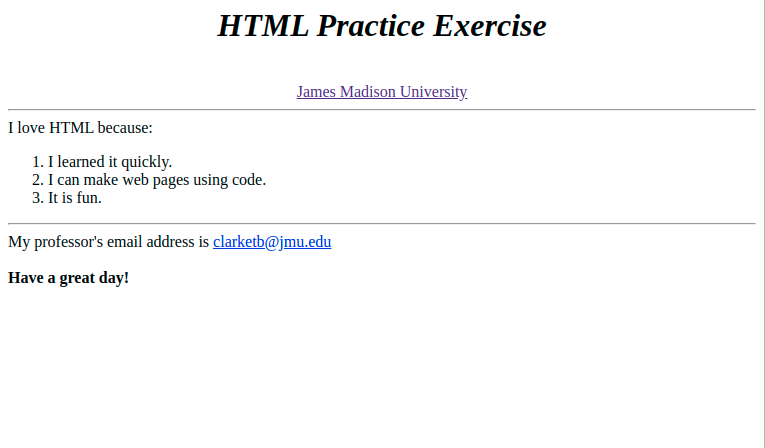 HTML Practice Exercise
James Madison University
I love HTML because:
1. I learned it quickly.
2. I can make web pages using code.
3. It is fun.
My professor's email address is clarketb@jmu.edu
Have a great day!